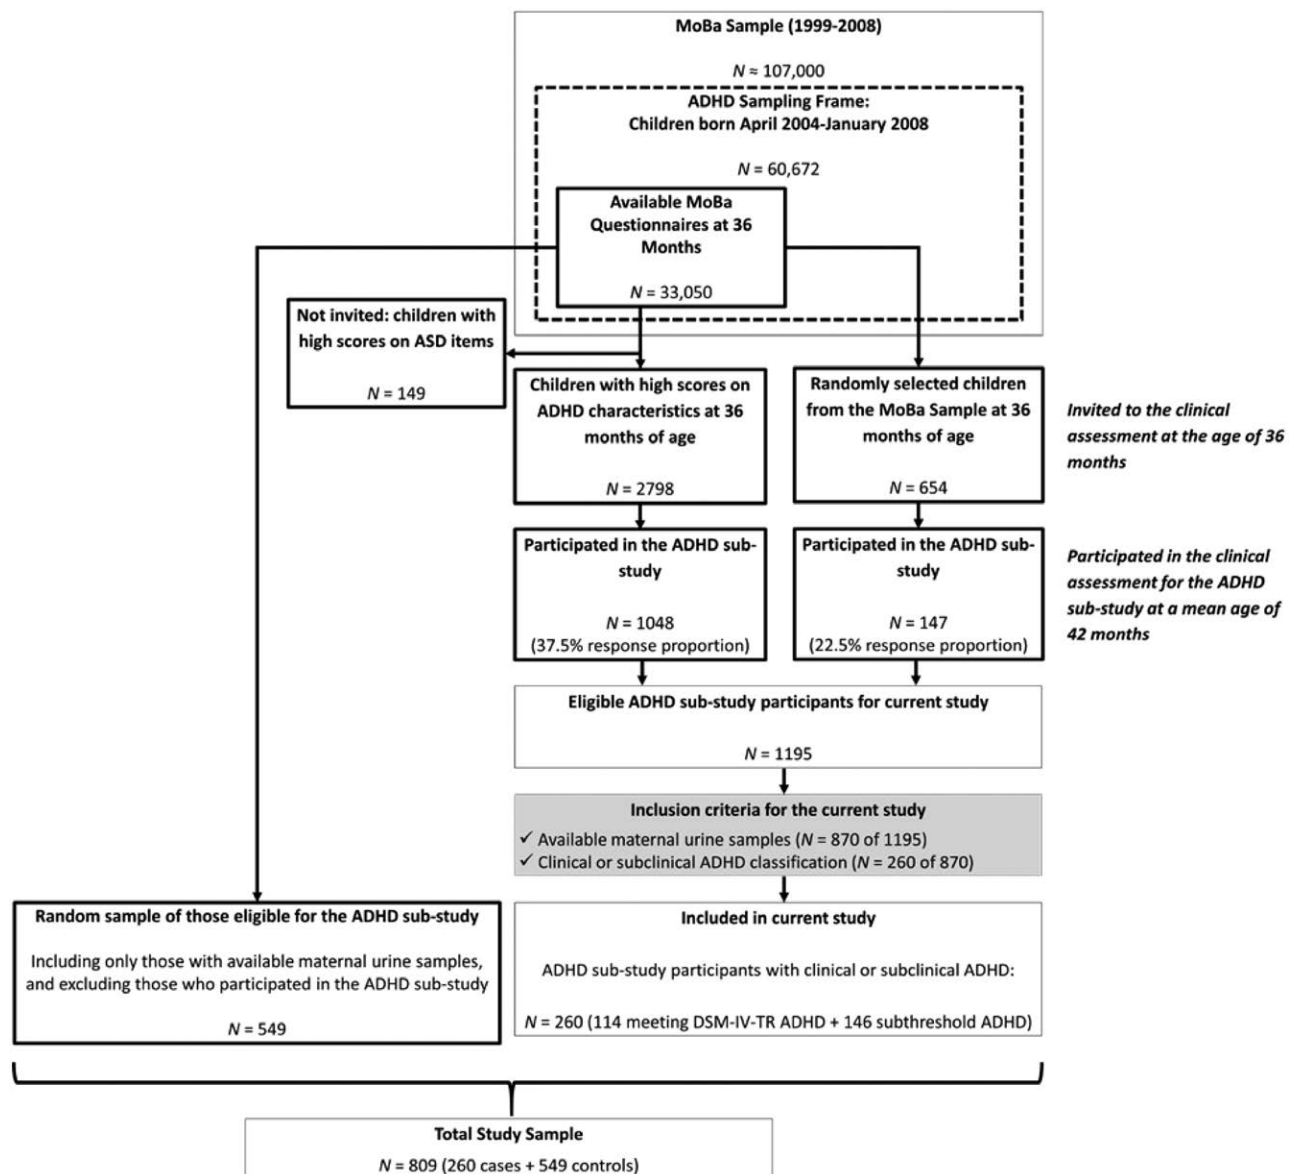 MoBa Sample (1999-2008)
N ≈ 107,000
ADHD Sampling Frame:
Children born April 2004-January 2008
N = 60,672
Available MoBa
Questionnaires at 36
Months
N = 33,050
Not invited: children with
high scores on ASD items
N = 149
Children with high scores on
ADHD characteristics at 36
months of age
N = 2798
Randomly selected children
from the MoBa Sample at 36
months of age
N = 654
Invited to the clinical
assessment at the age of 36
months
Participated in the ADHD sub-
study
N = 1048
(37.5% response proportion)
Participated in the ADHD sub-
study
N = 147
(22.5% response proportion)
Participated in the clinical
assessment for the ADHD
sub-study at a mean age of
42 months
Eligible ADHD sub-study participants for current study
N = 1195
Inclusion criteria for the current study
✓ Available maternal urine samples (N = 870 of 1195)
✓ Clinical or subclinical ADHD classification (N = 260 of 870)
Random sample of those eligible for the ADHD sub-study
Including only those with available maternal urine samples,
and excluding those who participated in the ADHD sub-study
N = 549
Included in current study
ADHD sub-study participants with clinical or subclinical ADHD:
N = 260 (114 meeting DSM-IV-TR ADHD + 146 subthreshold ADHD)
Total Study Sample
N = 809 (260 cases + 549 controls)